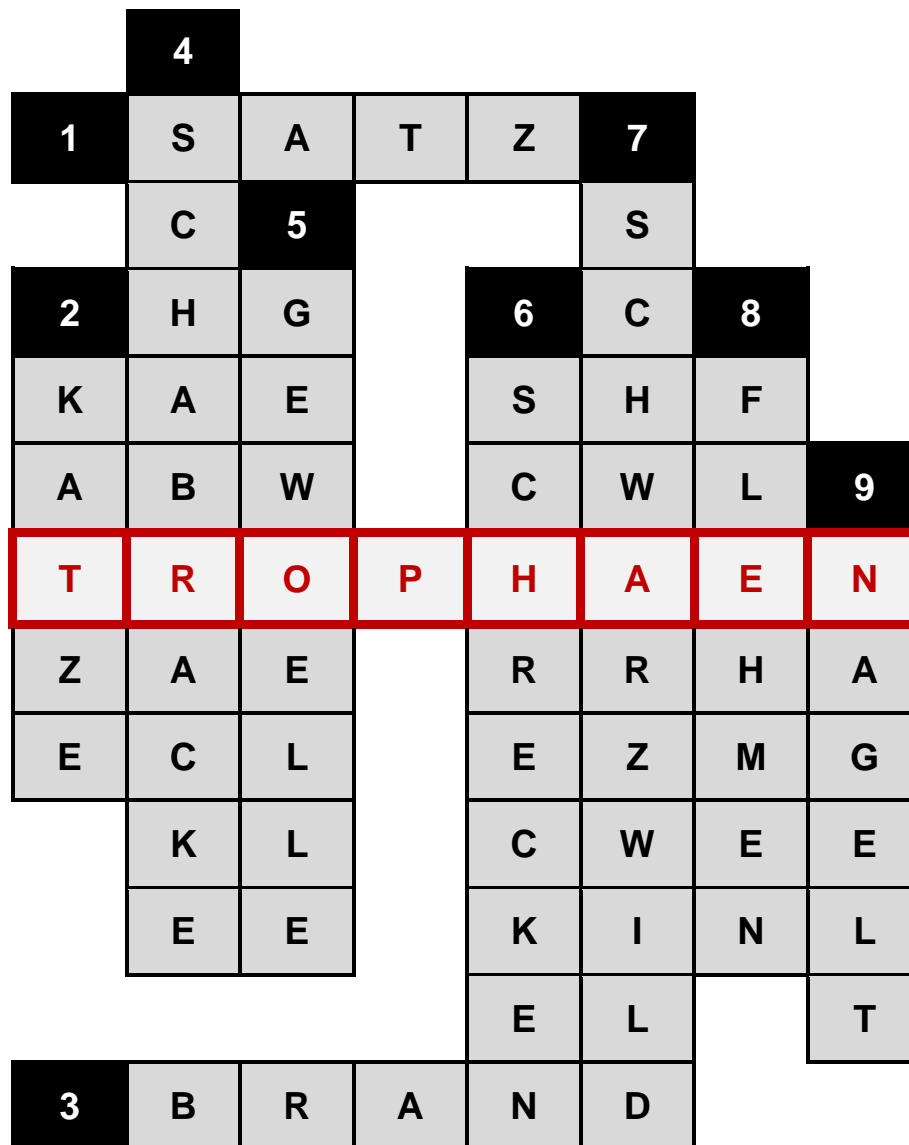 4
1 S A T Z 7
C 5 S
2 H G 6 C 8
K A E S H F
A B W C W L 9
T R O P H A E N
Z A E R R H A
E C L E Z M G
K L C W E E
E E K I N L
E L T
3 B R A N D